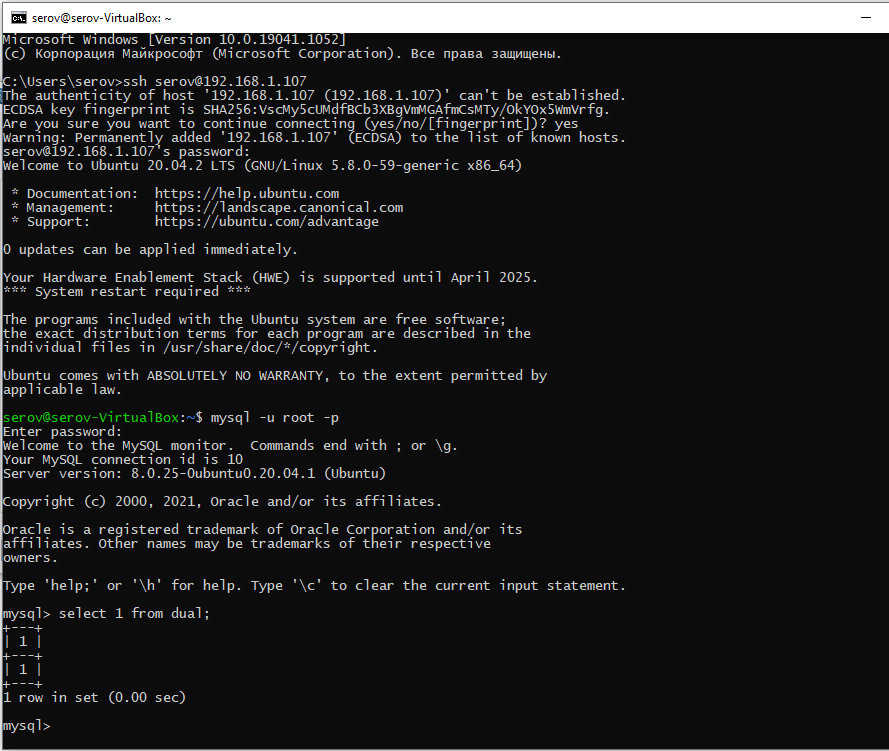 serov@serov-VirtualBox: ~
Microsoft Windows [Version 10.0.19041.1052]
(c) Корпорация Майкрософт (Microsoft Corporation). Все права защищены.
C:\Users\serov>ssh serov@192.168.1.107
The authenticity of host '192.168.1.107 (192.168.1.107)' can't be established.
ECDSA key fingerprint is SHA256:VscMy5cUMdfBCb3XBgVmMGAfmCsMTy/OkYOx5WmVrfg.
Are you sure you want to continue connecting (yes/no/[fingerprint])? yes
Warning: Permanently added '192.168.1.107' (ECDSA) to the list of known hosts.
serov@192.168.1.107's password:
Welcome to Ubuntu 20.04.2 LTS (GNU/Linux 5.8.0-59-generic x86_64)
* Documentation:  https://help.ubuntu.com
* Management:     https://landscape.canonical.com
* Support:        https://ubuntu.com/advantage
0 updates can be applied immediately.
Your Hardware Enablement Stack (HWE) is supported until April 2025.
*** System restart required ***
The programs included with the Ubuntu system are free software;
the exact distribution terms for each program are described in the
individual files in /usr/share/doc/*/copyright.
Ubuntu comes with ABSOLUTELY NO WARRANTY, to the extent permitted by
applicable law.
serov@serov-VirtualBox:~$ mysql -u root -p
Enter password:
Welcome to the MySQL monitor.  Commands end with ; or \g.
Your MySQL connection id is 10
Server version: 8.0.25-0ubuntu0.20.04.1 (Ubuntu)
Copyright (c) 2000, 2021, Oracle and/or its affiliates.
Oracle is a registered trademark of Oracle Corporation and/or its
affiliates. Other names may be trademarks of their respective
owners.
Type 'help;' or '\h' for help. Type '\c' to clear the current input statement.
mysql> select 1 from dual;
+---+
| 1 |
+---+
| 1 |
+---+
1 row in set (0.00 sec)
mysql>